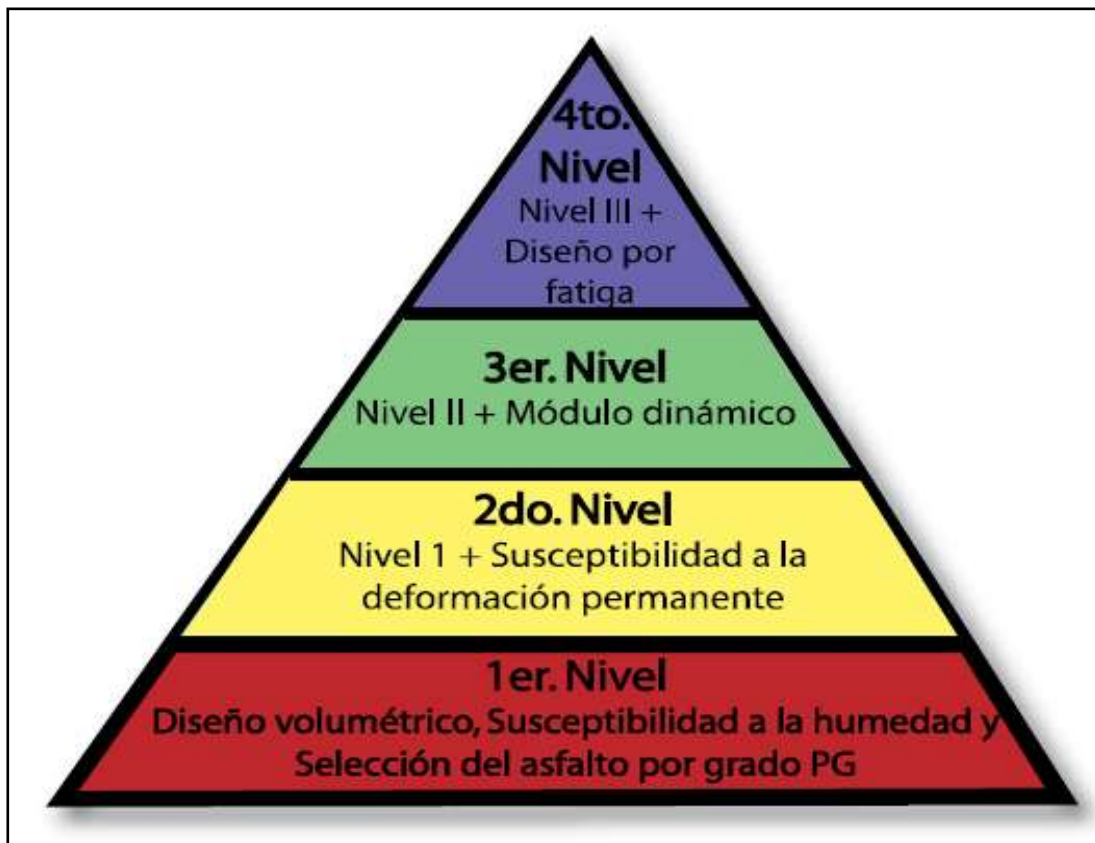 4to.
Nivel
Nivel III +
Diseño por
fatiga
3er. Nivel
Nivel II + Módulo dinámico
2do. Nivel
Nivel 1 + Susceptibilidad a la
deformación permanente
1er. Nivel
Diseño volumétrico, Susceptibilidad a la humedad y
Selección del asfalto por grado PG